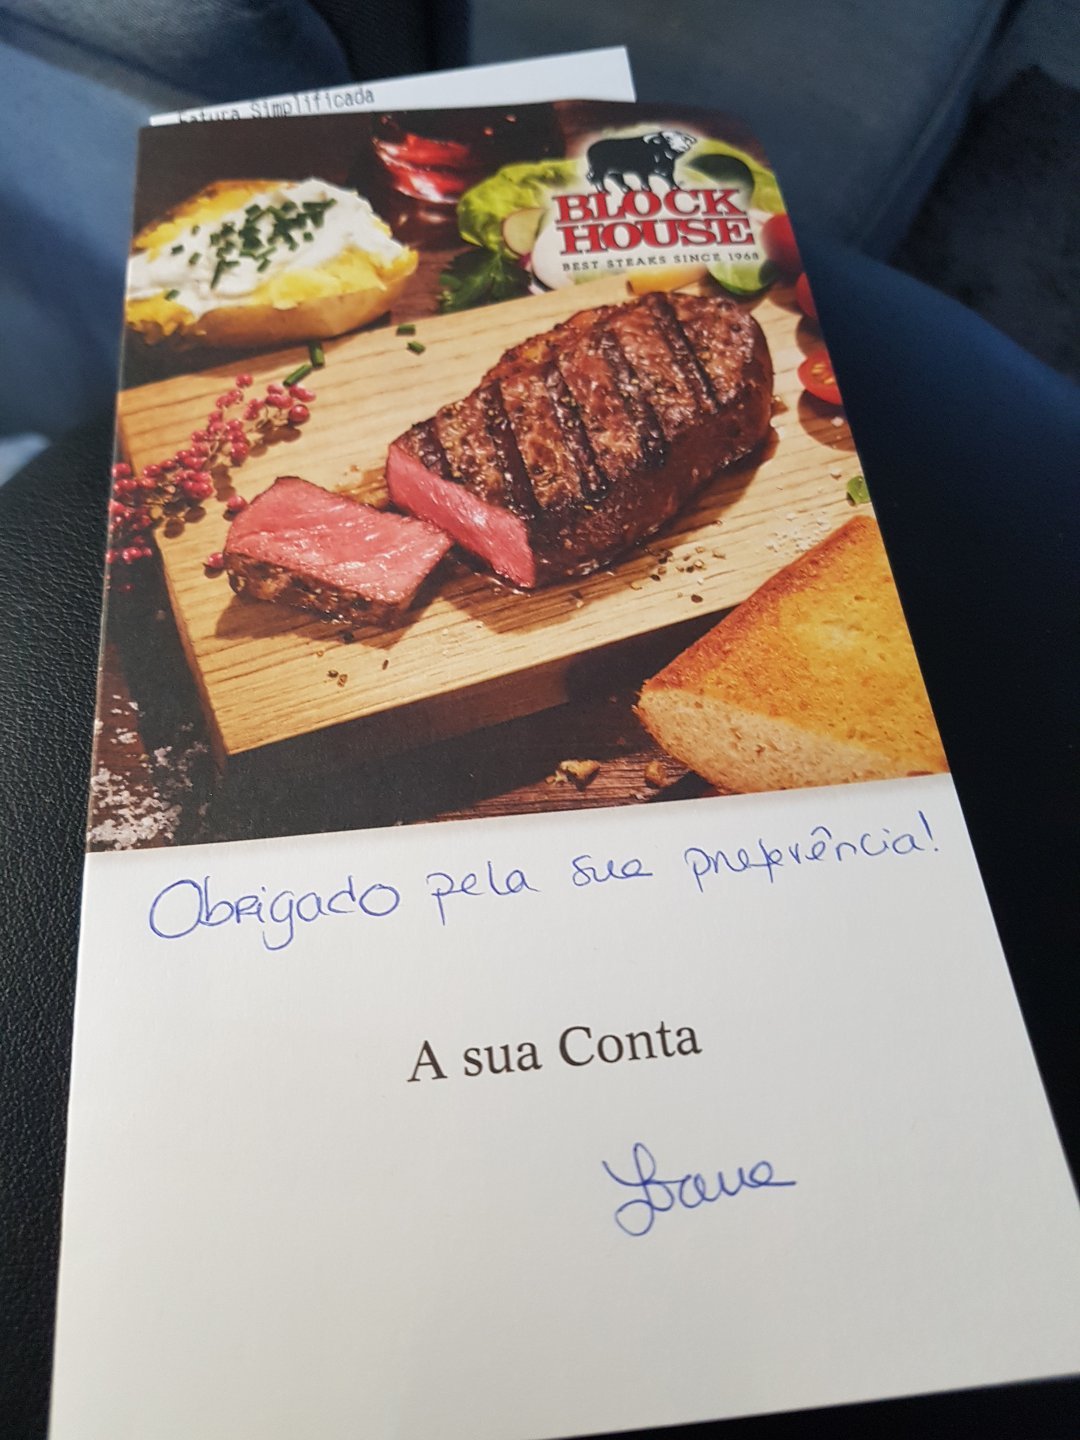 Fatura Simplificada
BLOCK
HOUSE
BEST STEAKS SINCE 1968
Obrigado pela sua preferência!
A sua Conta